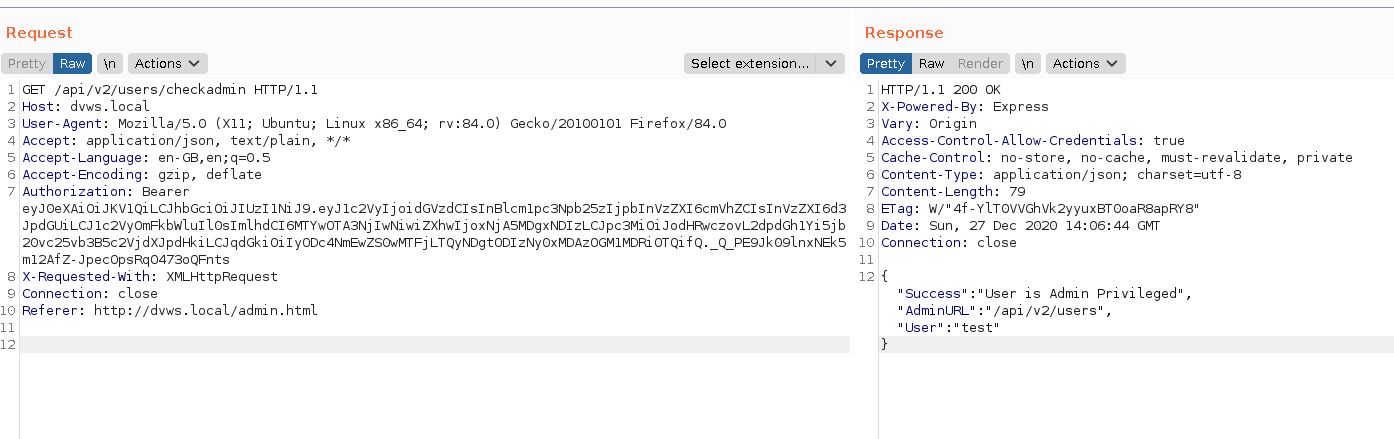 Request
Pretty Raw \n Actions Select extension...
1 GET /api/v2/users/checkadmin HTTP/1.1
2 Host: dvws.local
3 User-Agent: Mozilla/5.0 (X11; Ubuntu; Linux x86_64; rv:84.0) Gecko/20100101 Firefox/84.0
4 Accept: application/json, text/plain, */*
5 Accept-Language: en-GB,en;q=0.5
6 Accept-Encoding: gzip, deflate
7 Authorization: Bearer
eyJ0eXAiOiJKV1QiLCJhbGciOiJIUzI1NiJ9.eyJ1c2VyIjoidGVzdCIsInBlcm1pc3Npb25zIjpbInVzZXI6cmVhZCIsInVzZXI6d3
JpdGUiLCJ1c2VyOmFkbWluIl0sImlhdCI6MTYwOTA3NjIwNiwiZXhwIjoxNjA5MDgxNDIzLCJpc3MiOiJodHRwczovL2dpdGh1Yi5jb
20vc25vb3B5c2VjdXJpdHkiLCJqdGkiOiIyODc4NmEwZS0wMTFjLTQyNDgtODIzNy0xMDAzOGM1MDRiOTQifQ._Q_PE9Jk09lnxNEk5
m12AfZ-JpecOpsRqO473oQFnts
8 X-Requested-With: XMLHttpRequest
9 Connection: close
10 Referer: http://dvws.local/admin.html
11
12
Response
Pretty Raw Render \n Actions
1 HTTP/1.1 200 OK
2 X-Powered-By: Express
3 Vary: Origin
4 Access-Control-Allow-Credentials: true
5 Cache-Control: no-store, no-cache, must-revalidate, private
6 Content-Type: application/json; charset=utf-8
7 Content-Length: 79
8 ETag: W/"4f-YlT0VVGhVk2yyuxBT0oaR8apRY8"
9 Date: Sun, 27 Dec 2020 14:06:44 GMT
10 Connection: close
11
12 {
"Success":"User is Admin Privileged",
"AdminURL":"/api/v2/users",
"User":"test"
}